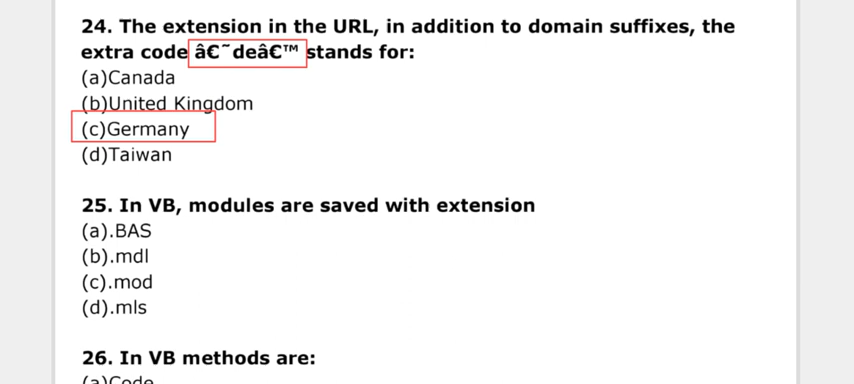 24. The extension in the URL, in addition to domain suffixes, the
extra code â€˜deâ€™ stands for:
(a)Canada
(b)United Kingdom
(c)Germany
(d)Taiwan
25. In VB, modules are saved with extension
(a).BAS
(b).mdl
(c).mod
(d).mls
26. In VB methods are:
(a)Code